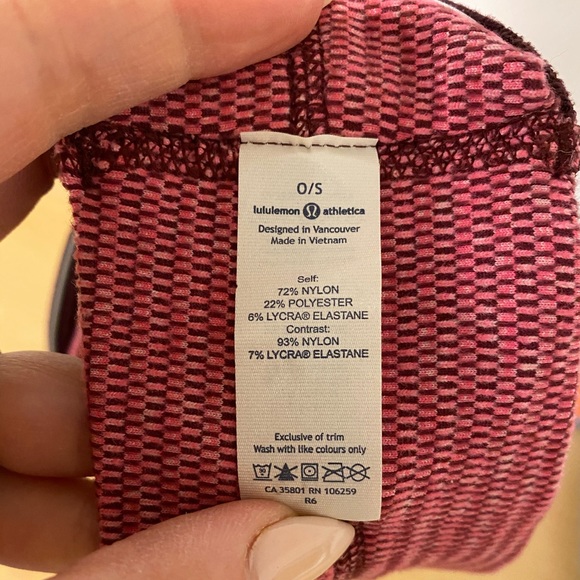 O/S
lululemon athletica
Designed in Vancouver
Made in Vietnam
Self:
72% NYLON
22% POLYESTER
6% LYCRA® ELASTANE
Contrast:
93% NYLON
7% LYCRA® ELASTANE
Exclusive of trim
Wash with like colours only
CA 35801 RN 106259
R6